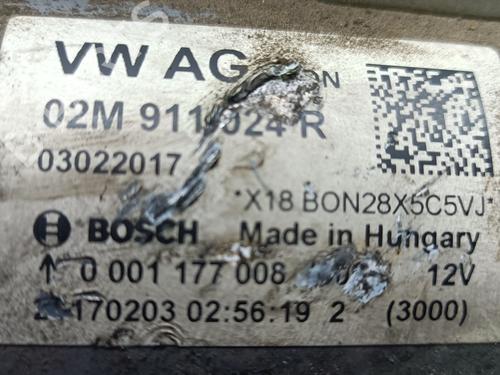 VW AG
02M 911 024 R
03022017
*X18 BON28X5C5VJ*
BOSCH Made in Hungary
0 001 177 008 12V
170203 02:56:19 2 (3000)